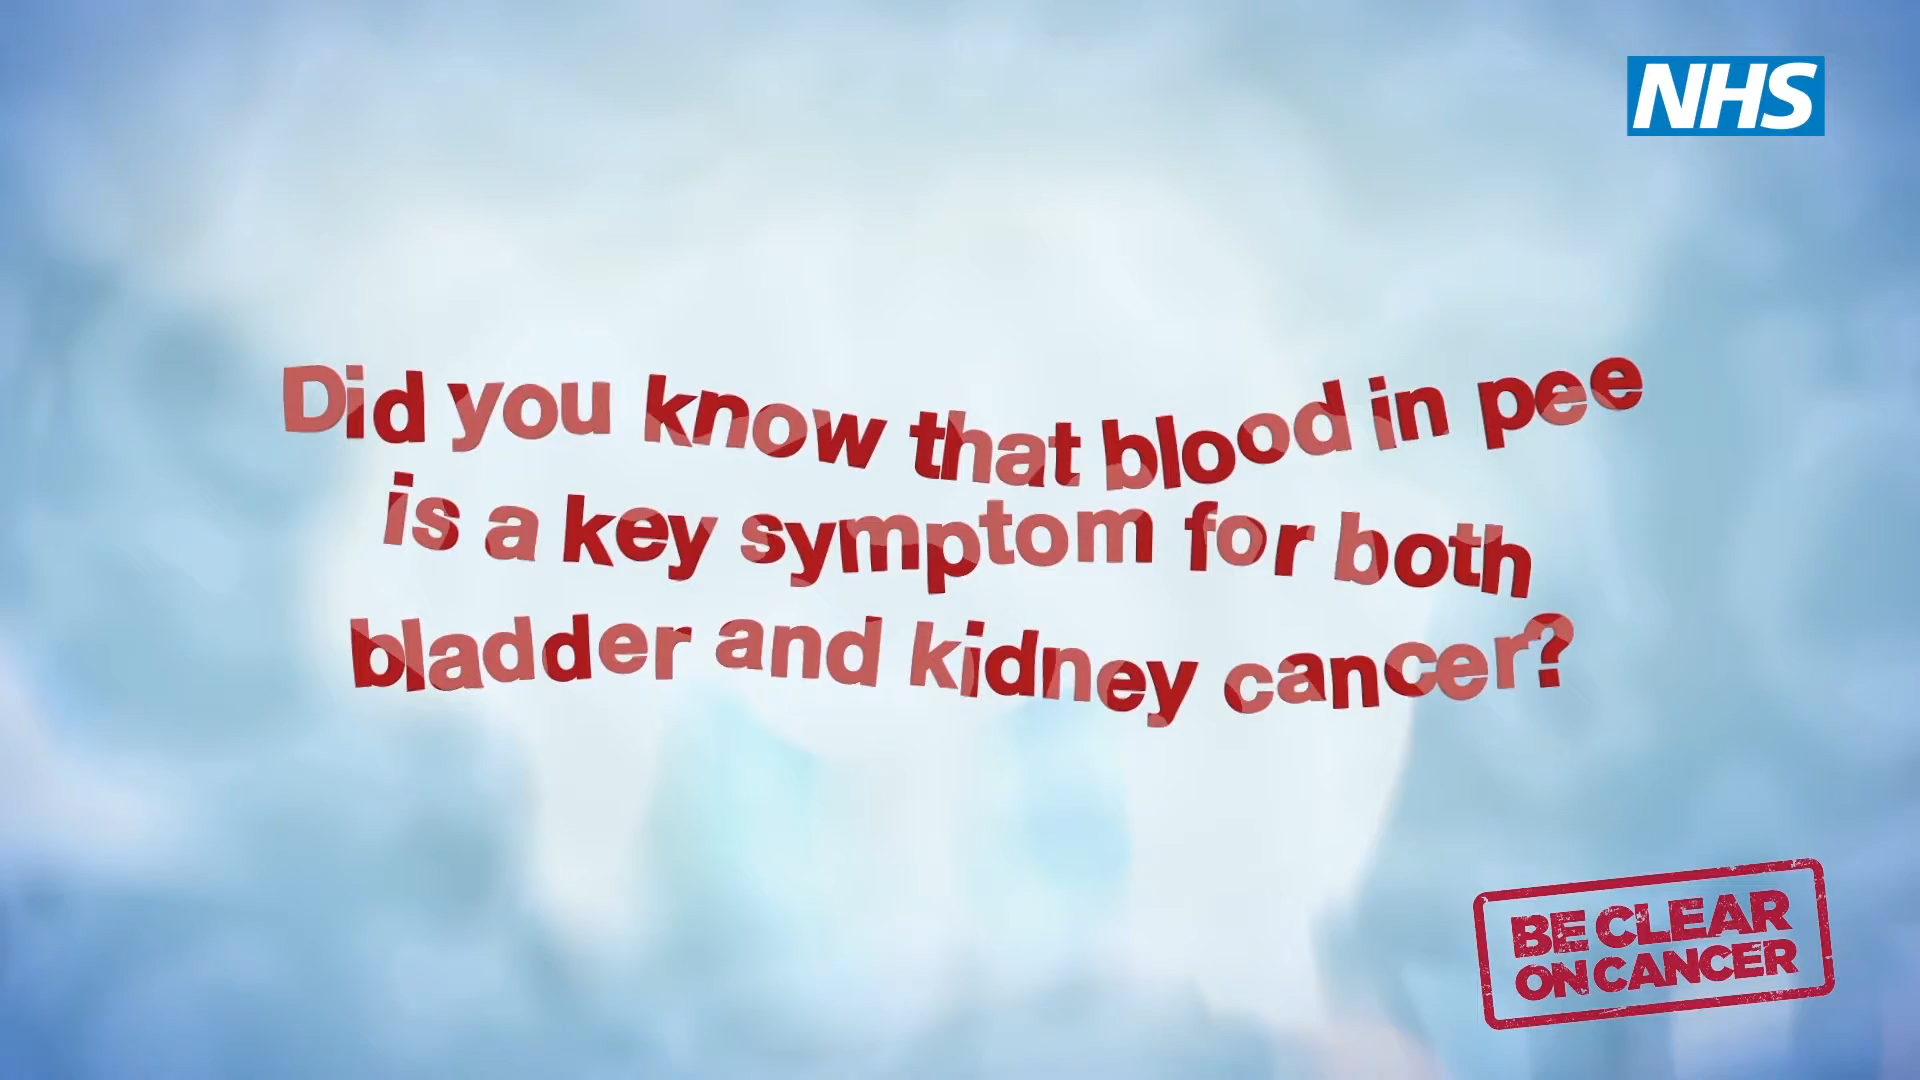 NHS
Did you know that blood in pee
is a key symptom for both
bladder and kidney cancer?
BE CLEAR
ON CANCER